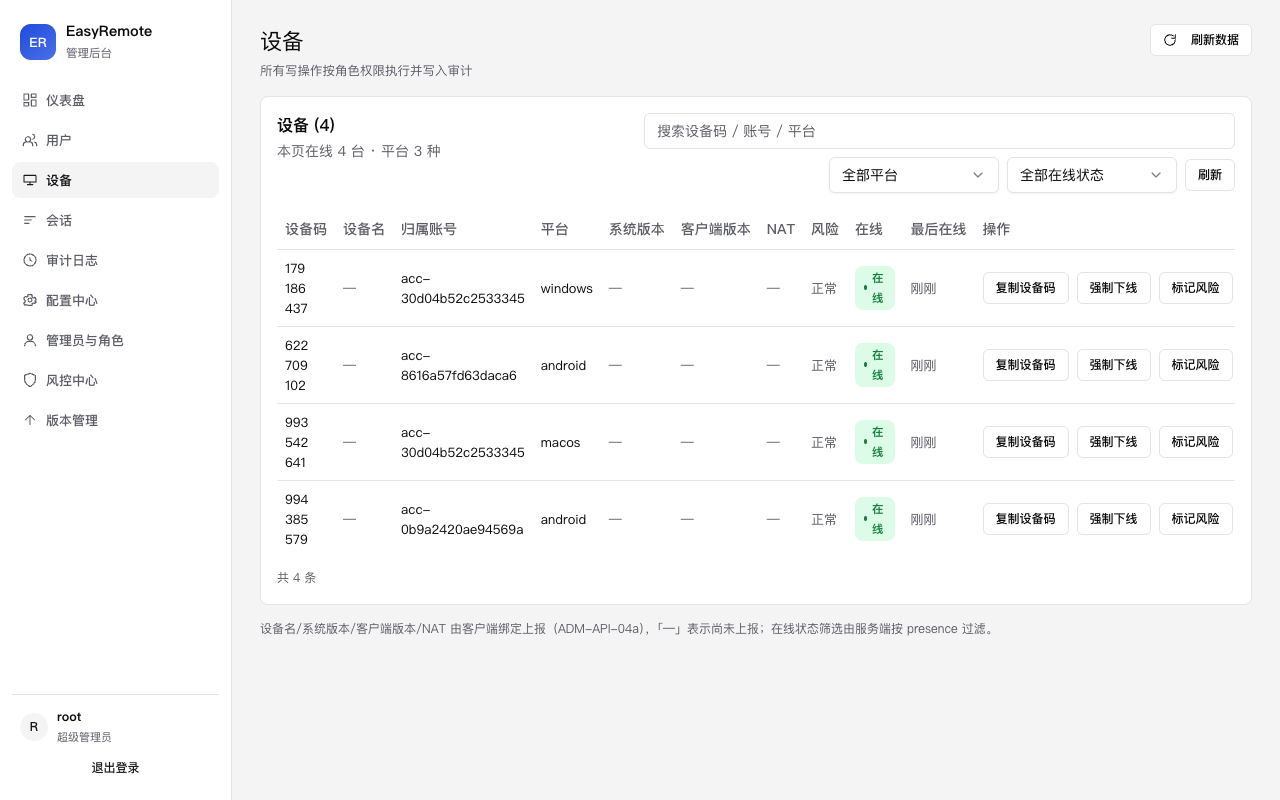 ER
EasyRemote
管理后台
仪表盘
用户
设备
会话
审计日志
配置中心
管理员与角色
风控中心
版本管理
R
root
超级管理员
退出登录
设备
所有写操作按角色权限执行并写入审计
刷新数据
设备 (4)
本页在线 4 台 · 平台 3 种
搜索设备码 / 账号 / 平台
全部平台
全部在线状态
刷新
设备码 设备名 归属账号 平台 系统版本 客户端版本 NAT 风险 在线 最后在线 操作
179
186
437
—
acc-
30d04b52c2533345
windows — — — 正常
在
线
刚刚 复制设备码 强制下线 标记风险
622
709
102
—
acc-
8616a57fd63daca6
android — — — 正常
在
线
刚刚 复制设备码 强制下线 标记风险
993
542
641
—
acc-
30d04b52c2533345
macos — — — 正常
在
线
刚刚 复制设备码 强制下线 标记风险
994
385
579
—
acc-
0b9a2420ae94569a
android — — — 正常
在
线
刚刚 复制设备码 强制下线 标记风险
共 4 条
设备名/系统版本/客户端版本/NAT 由客户端绑定上报（ADM-API-04a），「—」表示尚未上报；在线状态筛选由服务端按 presence 过滤。